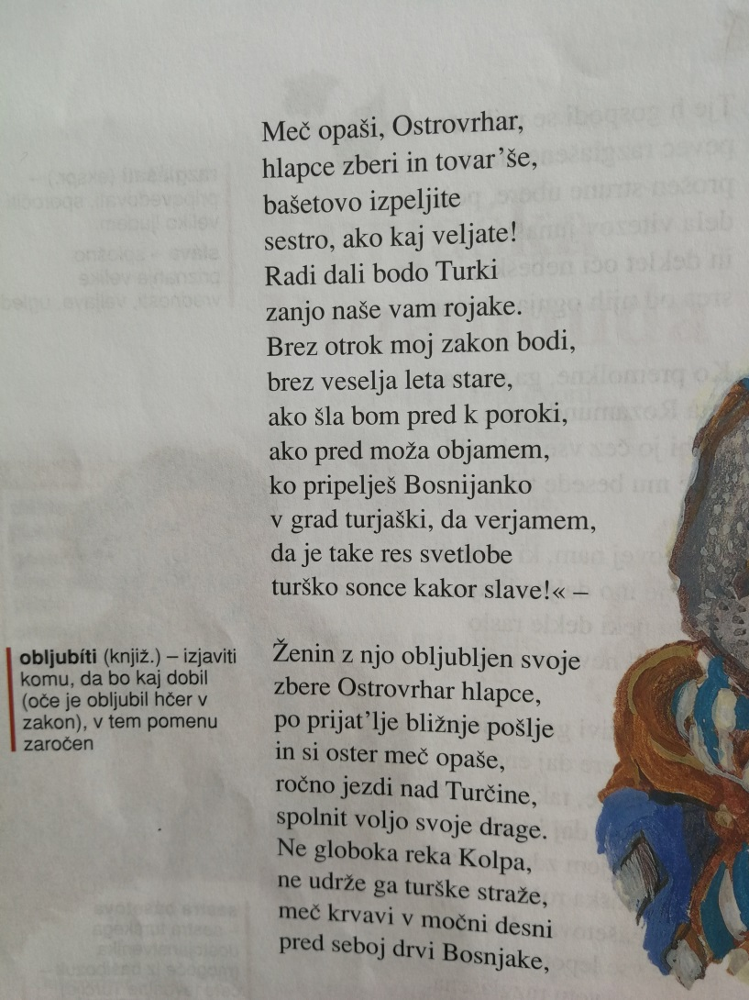 Meč opaši, Ostrovrhar,
hlapce zberi in tovar’še,
bašetovo izpeljite
sestro, ako kaj veljate!
Radi dali bodo Turki
zanjo naše vam rojake.
Brez otrok moj zakon bodi,
brez veselja leta stare,
ako šla bom pred k poroki,
ako pred moža objamem,
ko pripelješ Bosnijanko
v grad turjaški, da verjamem,
da je take res svetlobe
turško sonce kakor slave!« –
obljubíti (knjiž.) – izjaviti
komu, da bo kaj dobil
(oče je obljubil hčer v
zakon), v tem pomenu
zaročen
Ženin z njo obljubljen svoje
zbere Ostrovrhar hlapce,
po prijat’lje bližnje pošlje
in si oster meč opaše,
ročno jezdi nad Turčine,
spolnit voljo svoje drage.
Ne globoka reka Kolpa,
ne udrže ga turške straže,
meč krvavi v močni desni
pred seboj drvi Bosnjake,